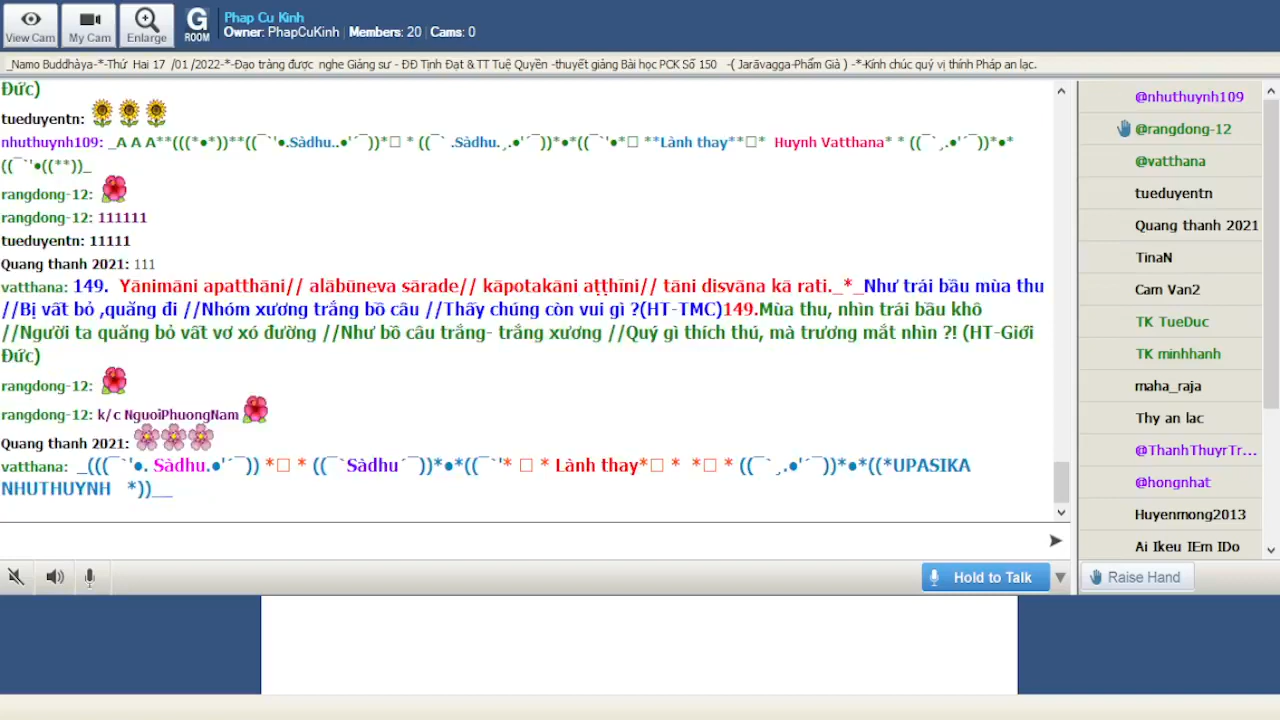 View Cam
My Cam
Enlarge
G ROOM
Phap Cu Kinh
Owner: PhapCuKinh | Members: 20 | Cams: 0
_Namo Buddhàya-*-Thứ Hai 17 /01 /2022-*-Đạo tràng được nghe Giảng sư - ĐĐ Tịnh Đạt & TT Tuệ Quyền -thuyết giảng Bài học PCK Số 150 -( Jarāvagga-Phẩm Già ) -*-Kính chúc quý vị thính Pháp an lạc.
Đức)
tueduyentn:
nhuthuynh109: _A A A**(((*•*))**((¯`'•.Sàdhu..•'´¯))*□ * ((¯` .Sàdhu.¸.•'´¯))*•*((¯`'•*□ **Lành thay**□* Huynh Vatthana* * ((¯`¸.•'´¯))*•*
((¯`'•((**))_
rangdong-12:
rangdong-12: 111111
tueduyentn: 11111
Quang thanh 2021: 111
vatthana: 149. Yānimāni apatthāni// alābūneva sārade// kāpotakāni aṭṭhīni// tāni disvāna kā rati._*_Như trái bầu mùa thu
//Bị vất bỏ ,quăng đi //Nhóm xương trắng bồ câu //Thấy chúng còn vui gì ?(HT-TMC)149.Mùa thu, nhìn trái bầu khô
//Người ta quăng bỏ vất vơ xó đường //Như bồ câu trắng- trắng xương //Quý gì thích thú, mà trương mắt nhìn ?! (HT-Giới
Đức)
rangdong-12:
rangdong-12: k/c NguoiPhuongNam
Quang thanh 2021:
vatthana: _(((¯`'•. Sàdhu.•'´¯)) *□ * ((¯`Sàdhu´¯))*•*((¯`'* □ * Lành thay*□ * *□ * ((¯`¸.•'´¯))*•*((*UPASIKA
NHUTHUYNH *))__
@nhuthuynh109
@rangdong-12
@vatthana
tueduyentn
Quang thanh 2021
TinaN
Cam Van2
TK TueDuc
TK minhhanh
maha_raja
Thy an lac
@ThanhThuyrTr...
@hongnhat
Huyenmong2013
Ai Ikeu IEm IDo
Hold to Talk
Raise Hand